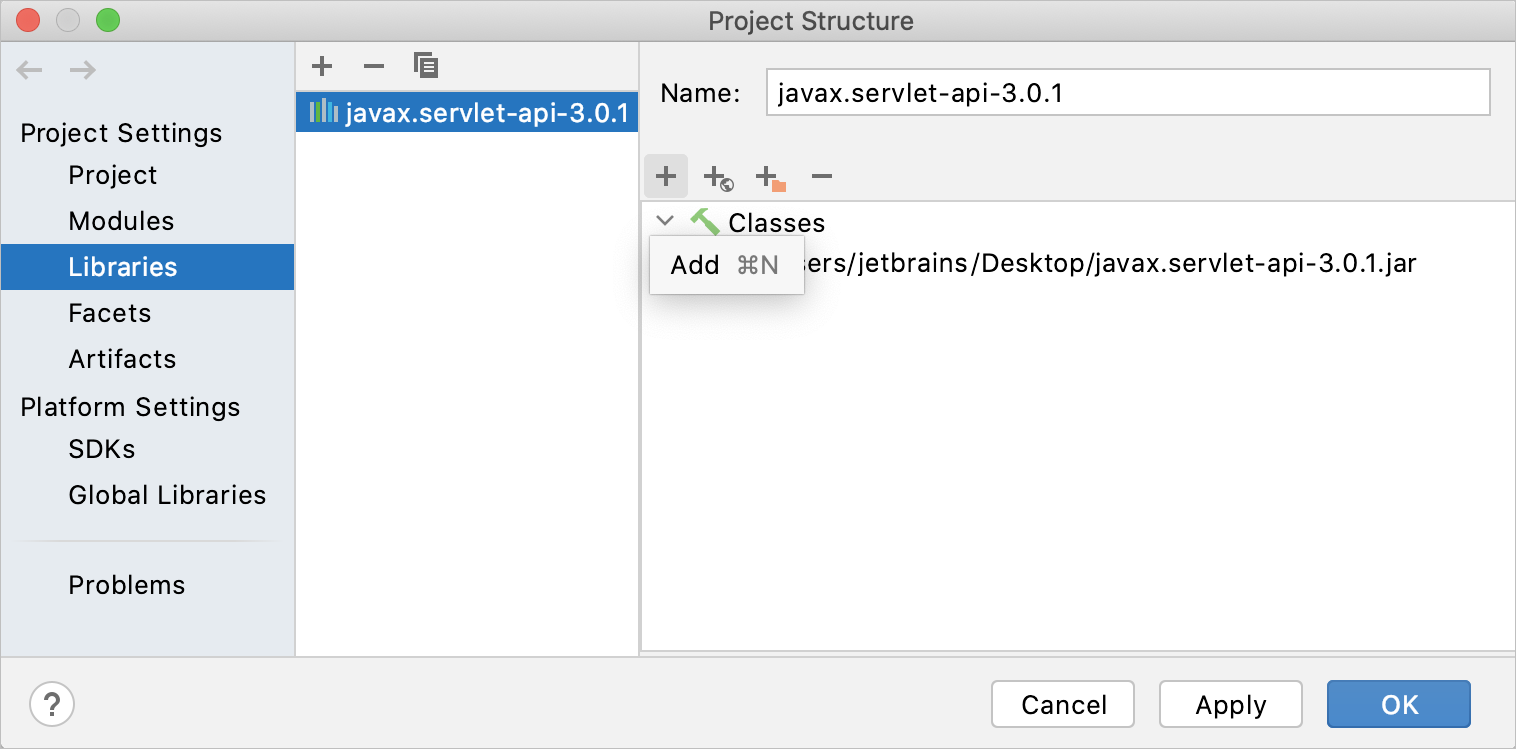 Project Structure
Project Settings
Project
Modules
Libraries
Facets
Artifacts
Platform Settings
SDKs
Global Libraries
Problems
javax.servlet-api-3.0.1
Name: javax.servlet-api-3.0.1
Classes
Add ⌘N
ers/jetbrains/Desktop/javax.servlet-api-3.0.1.jar
?
Cancel
Apply
OK